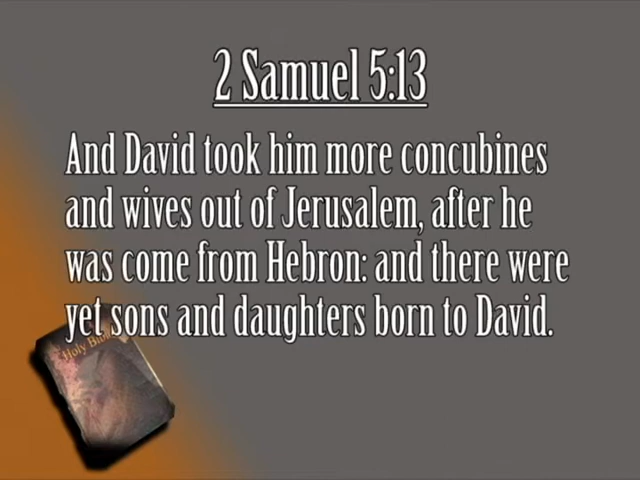 2 Samuel 5:13
And David took him more concubines
and wives out of Jerusalem, after he
was come from Hebron: and there were
yet sons and daughters born to David.
Holy Bible